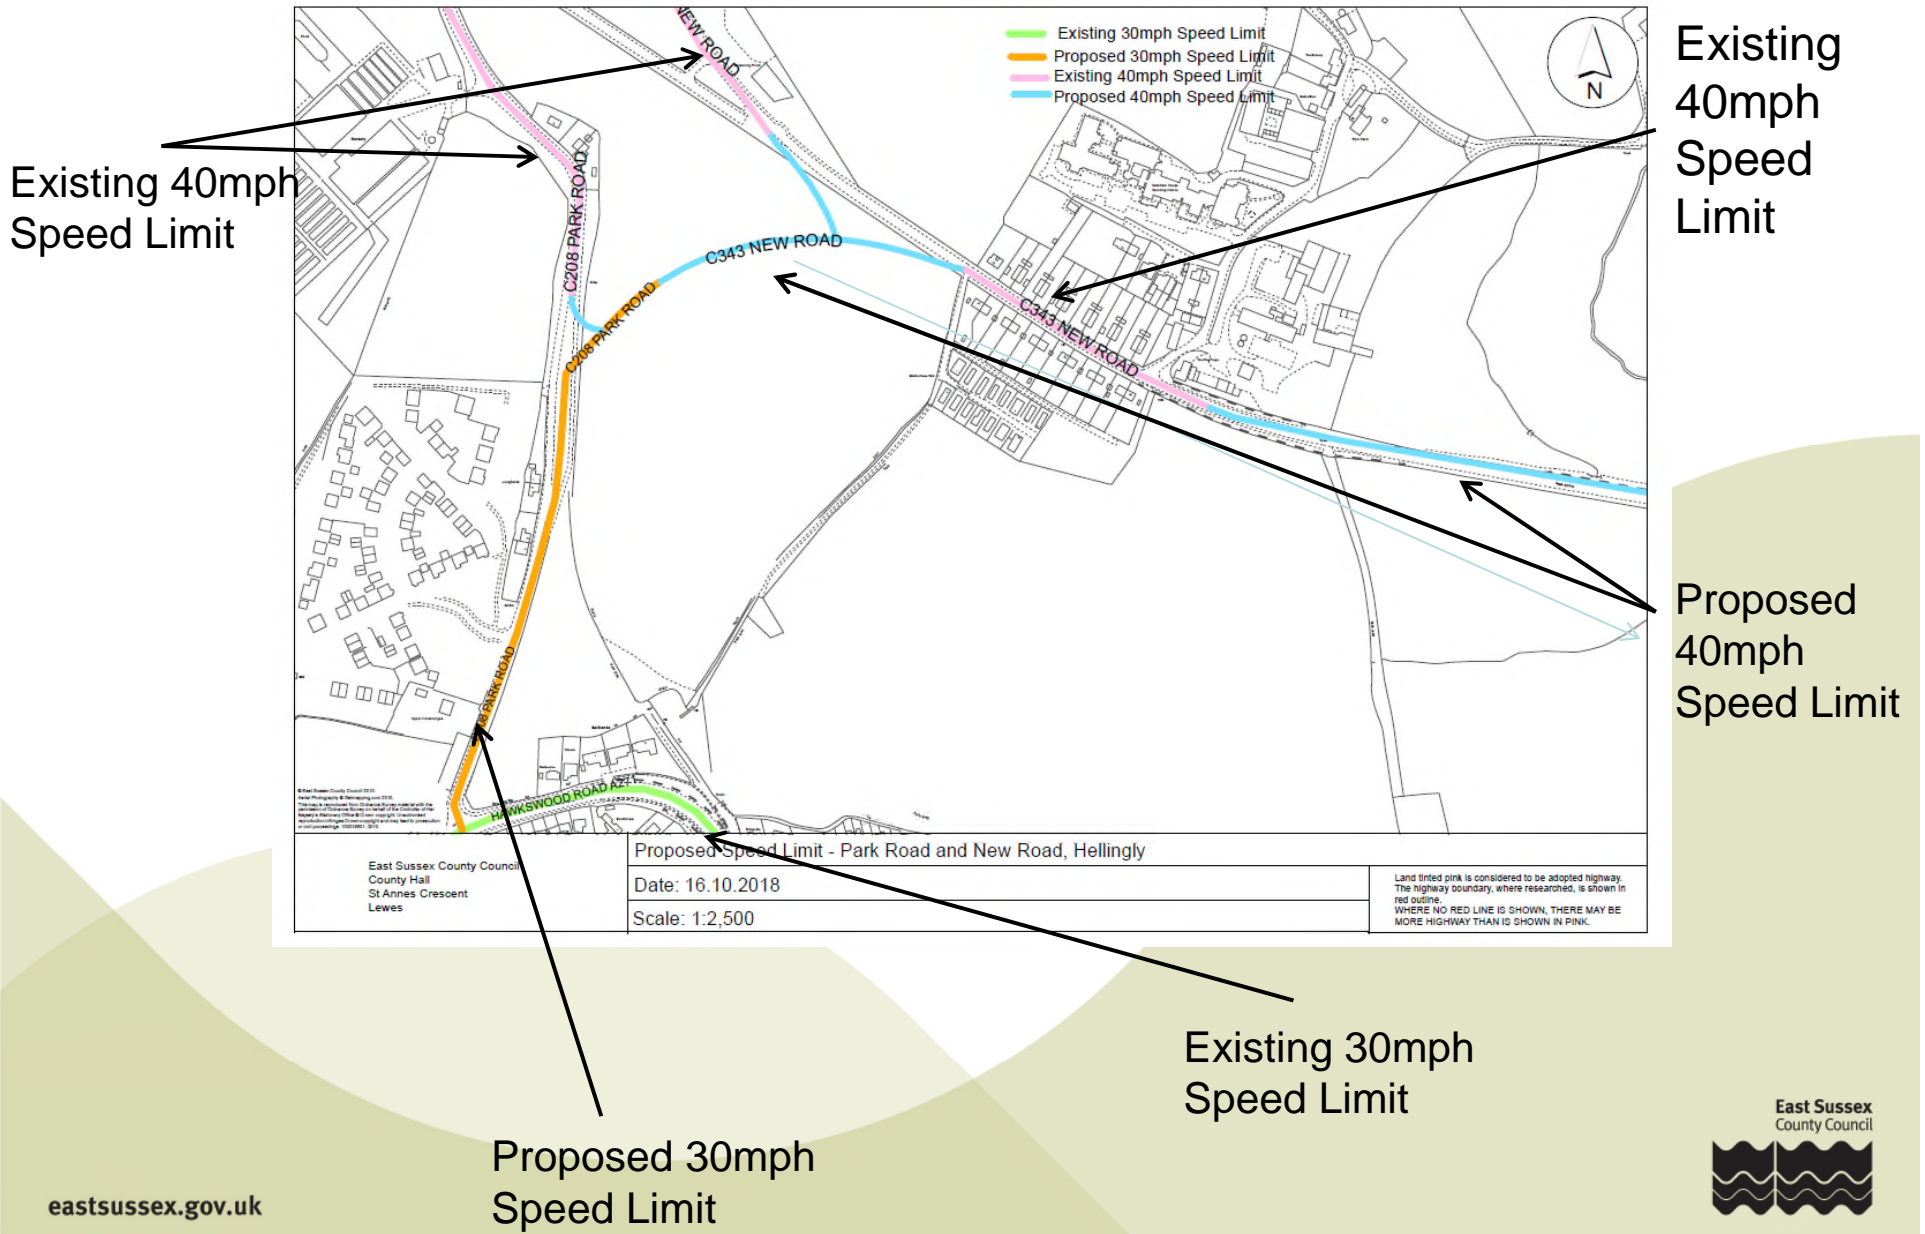 Existing 30mph Speed Limit
Proposed 30mph Speed Limit
Existing 40mph Speed Limit
Proposed 40mph Speed Limit
N
Existing
40mph
Speed
Limit
Existing 40mph
Speed Limit
NEW ROAD
C208 PARK ROAD
C343 NEW ROAD
C208 PARK ROAD
C343 NEW ROAD
PARK ROAD
HAWKSWOOD ROAD A271
Proposed
40mph
Speed Limit
East Sussex County Council
County Hall
St Annes Crescent
Lewes
Proposed Speed Limit - Park Road and New Road, Hellingly
Date: 16.10.2018
Scale: 1:2,500
Land tinted pink is considered to be adopted highway.
The highway boundary, where researched, is shown in
red outline.
WHERE NO RED LINE IS SHOWN, THERE MAY BE
MORE HIGHWAY THAN IS SHOWN IN PINK.
Existing 30mph
Speed Limit
Proposed 30mph
Speed Limit
eastsussex.gov.uk
East Sussex
County Council